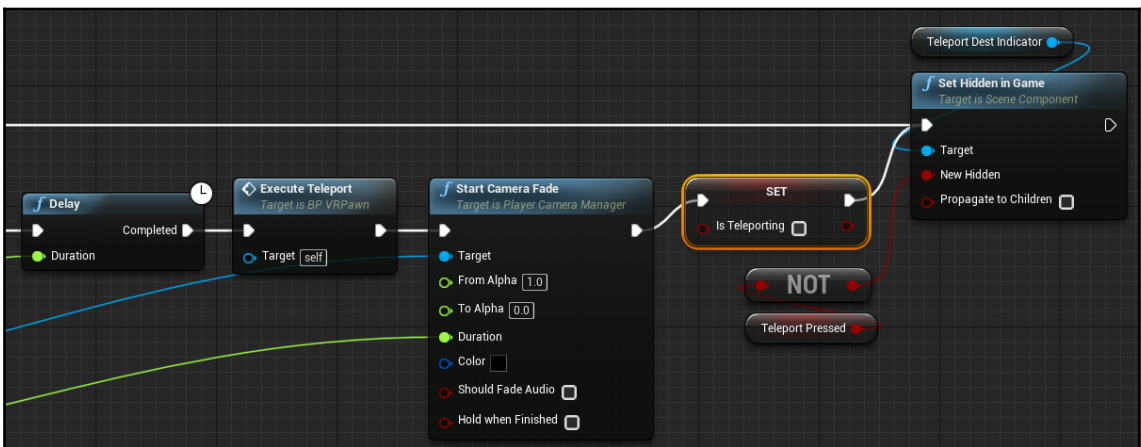 Teleport Dest Indicator
f Set Hidden in Game
Target is Scene Component
Target
New Hidden
Propagate to Children
f Delay
Completed
Duration
Execute Teleport
Target is BP VRPawn
Target self
f Start Camera Fade
Target is Player Camera Manager
Target
From Alpha 1.0
To Alpha 0.0
Duration
Color
Should Fade Audio
Hold when Finished
SET
Is Teleporting
NOT
Teleport Pressed